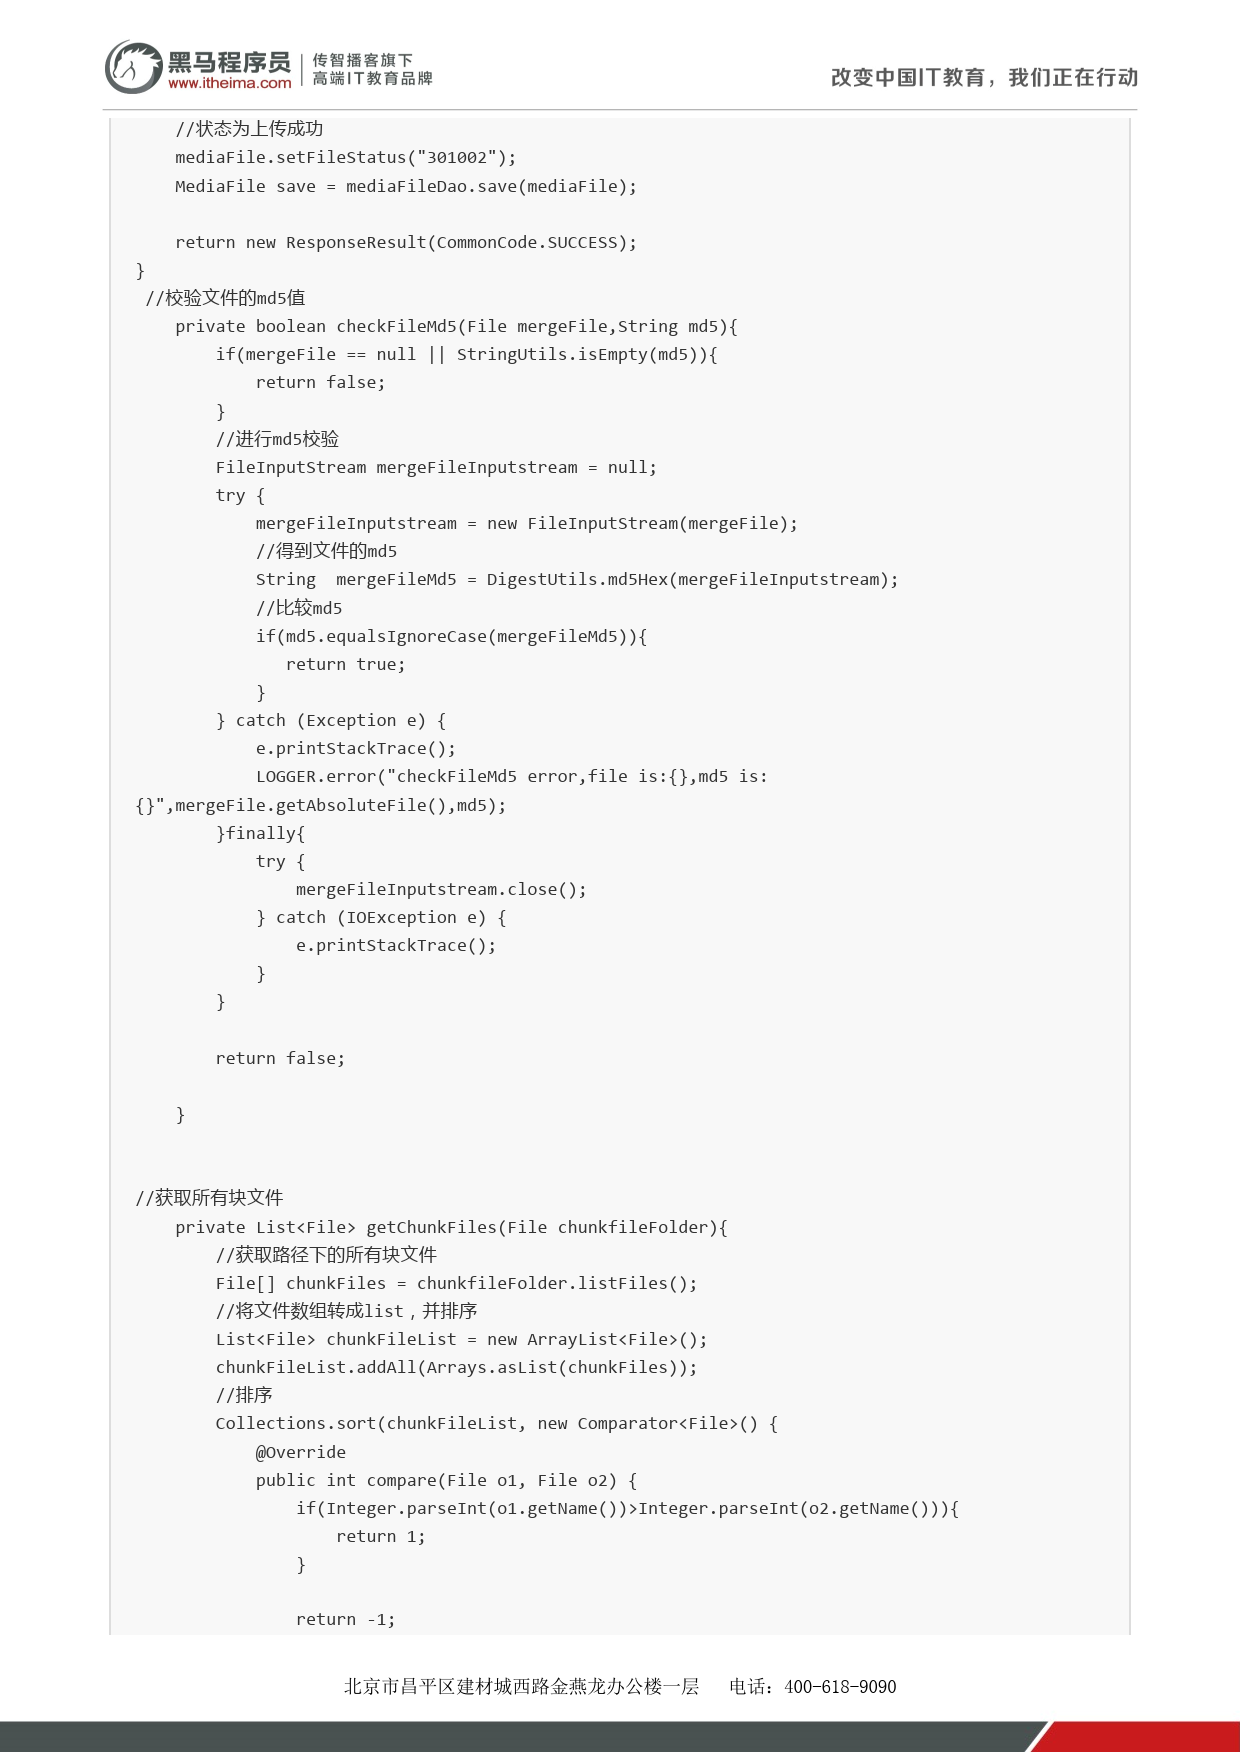 黑马程序员
www.itheima.com
传智播客旗下
高端IT教育品牌
改变中国IT教育，我们正在行动
    //状态为上传成功
    mediaFile.setFileStatus("301002");
    MediaFile save = mediaFileDao.save(mediaFile);

    return new ResponseResult(CommonCode.SUCCESS);
}
 //校验文件的md5值
    private boolean checkFileMd5(File mergeFile,String md5){
        if(mergeFile == null || StringUtils.isEmpty(md5)){
            return false;
        }
        //进行md5校验
        FileInputStream mergeFileInputstream = null;
        try {
            mergeFileInputstream = new FileInputStream(mergeFile);
            //得到文件的md5
            String  mergeFileMd5 = DigestUtils.md5Hex(mergeFileInputstream);
            //比较md5
            if(md5.equalsIgnoreCase(mergeFileMd5)){
               return true;
            }
        } catch (Exception e) {
            e.printStackTrace();
            LOGGER.error("checkFileMd5 error,file is:{},md5 is:
{}",mergeFile.getAbsoluteFile(),md5);
        }finally{
            try {
                mergeFileInputstream.close();
            } catch (IOException e) {
                e.printStackTrace();
            }
        }

        return false;

    }

//获取所有块文件
    private List<File> getChunkFiles(File chunkfileFolder){
        //获取路径下的所有块文件
        File[] chunkFiles = chunkfileFolder.listFiles();
        //将文件数组转成list，并排序
        List<File> chunkFileList = new ArrayList<File>();
        chunkFileList.addAll(Arrays.asList(chunkFiles));
        //排序
        Collections.sort(chunkFileList, new Comparator<File>() {
            @Override
            public int compare(File o1, File o2) {
                if(Integer.parseInt(o1.getName())>Integer.parseInt(o2.getName())){
                    return 1;
                }

                return -1;
北京市昌平区建材城西路金燕龙办公楼一层   电话：400-618-9090